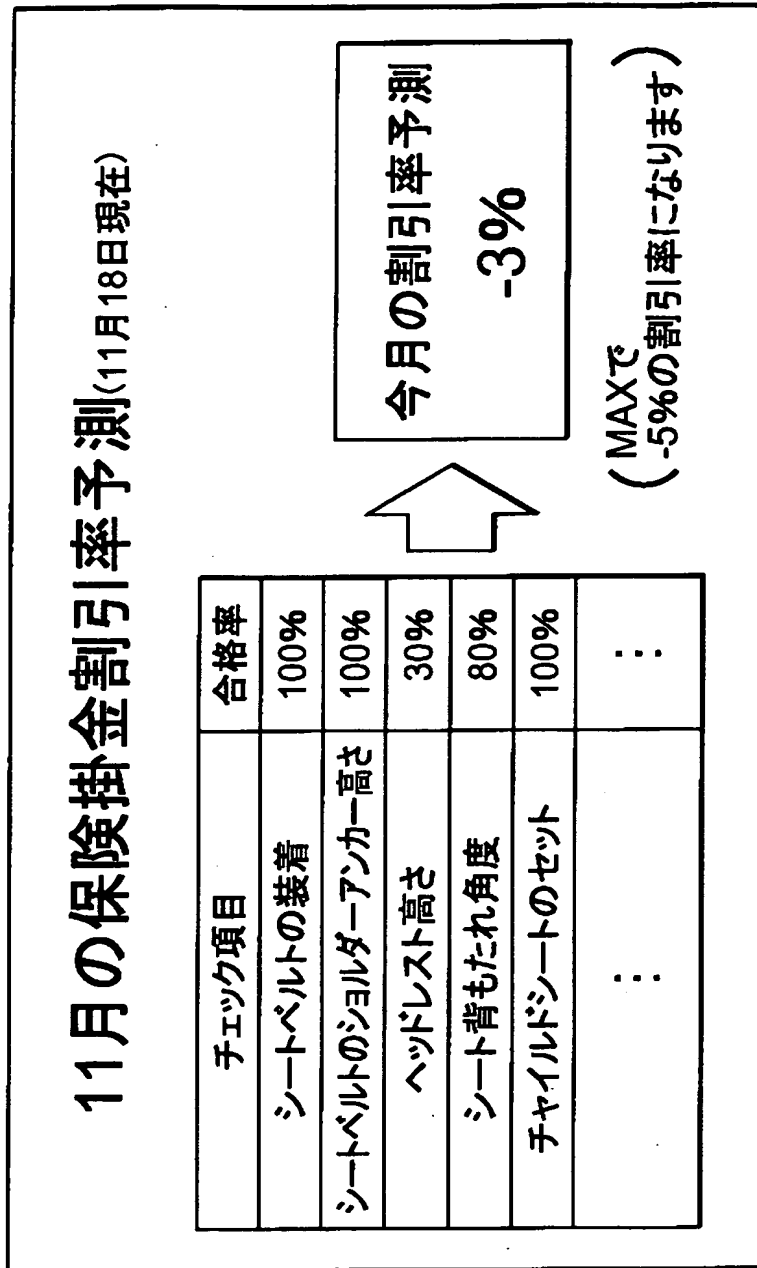 11月の保険掛金割引率予測(11月18日現在)
チェック項目 合格率
シートベルトの装着 100%
シートベルトのショルダーアンカー高さ 100%
ヘッドレスト高さ 30%
シート背もたれ角度 80%
チャイルドシートのセット 100%
⋮ ⋮
今月の割引率予測
-3%
(MAXで
-5%の割引率になります)